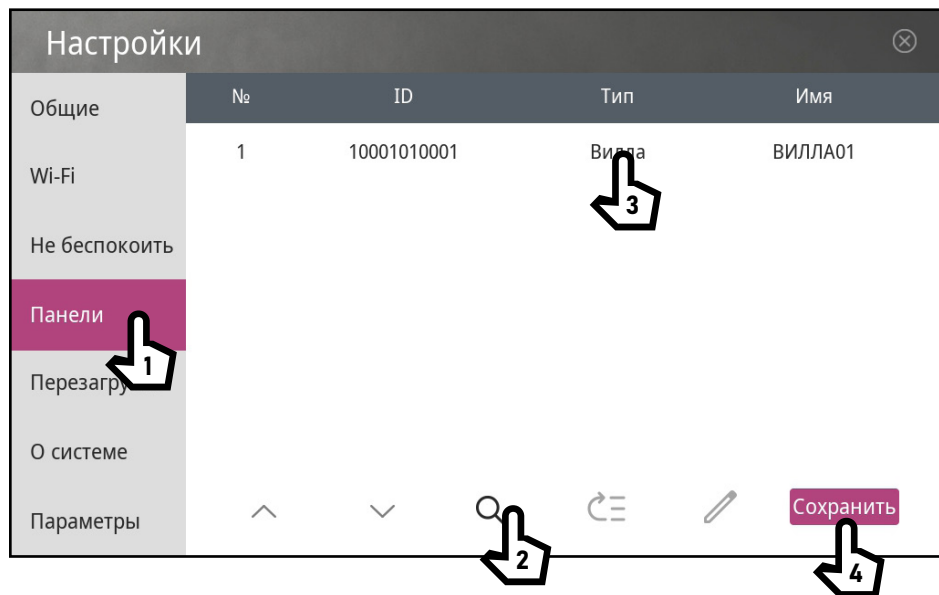 Настройки
№ ID Тип Имя
1 10001010001 Вилла ВИЛЛА01
3
Общие
Wi-Fi
Не беспокоить
Панели
1
О системе
Параметры
Сохранить
2
4